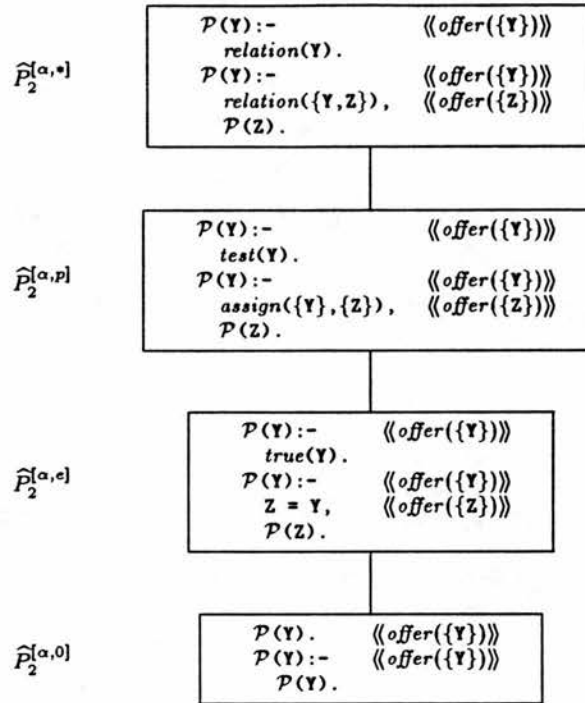 𝒫(Y):- ⟪offer({Y})⟫
relation(Y).
𝒫(Y):- ⟪offer({Y})⟫
P̂₂^[α,*] relation({Y,Z}), ⟪offer({Z})⟫
𝒫(Z).
𝒫(Y):- ⟪offer({Y})⟫
test(Y).
P̂₂^[α,p] 𝒫(Y):- ⟪offer({Y})⟫
assign({Y},{Z}), ⟪offer({Z})⟫
𝒫(Z).
𝒫(Y):- ⟪offer({Y})⟫
true(Y).
P̂₂^[α,e] 𝒫(Y):- ⟪offer({Y})⟫
Z = Y, ⟪offer({Z})⟫
𝒫(Z).
𝒫(Y). ⟪offer({Y})⟫
P̂₂^[α,0] 𝒫(Y):- ⟪offer({Y})⟫
𝒫(Y).